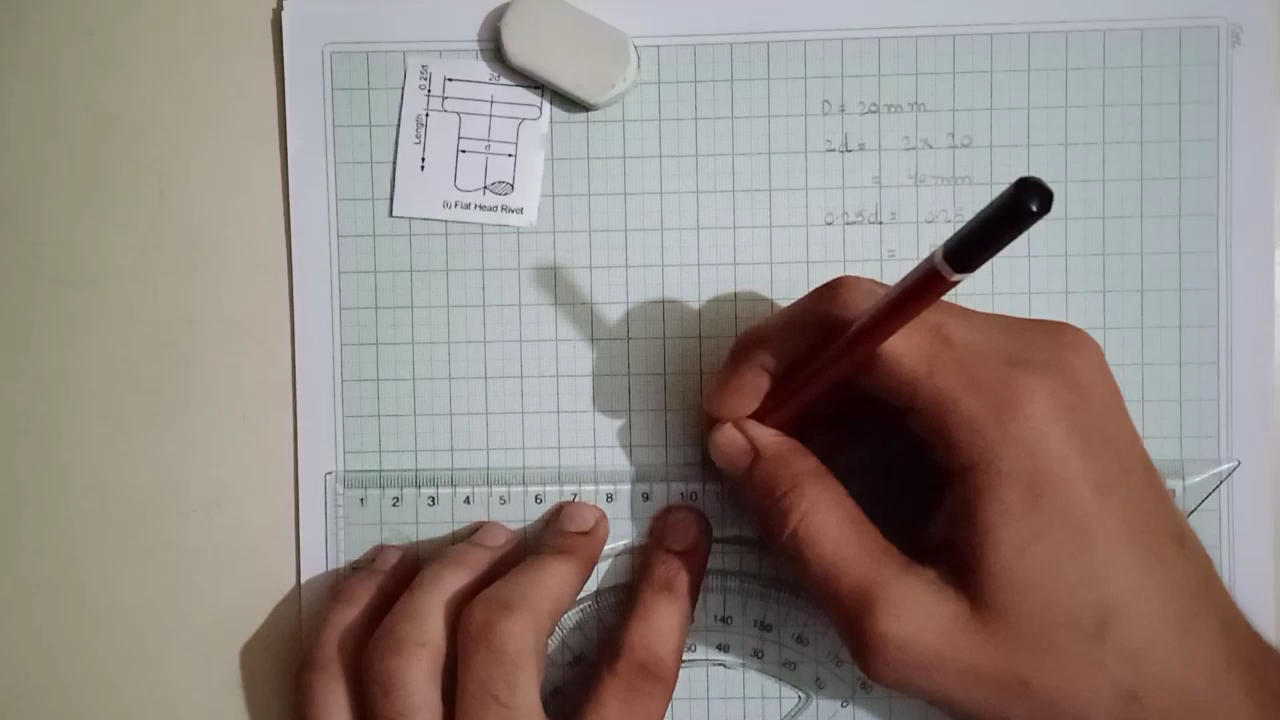 2d
0.25d
Length
d
(i) Flat Head Rivet
D = 20 mm
2d = 2 x 20
= 40 mm
0.25d = 0.25
=
1 2 3 4 5 6 7 8 9 10
140 150 160 170 180
40 30 20 10 0